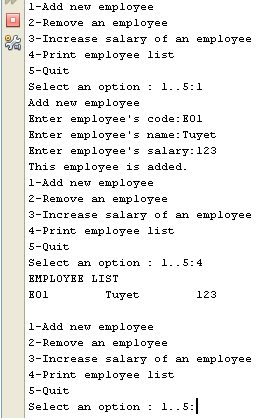 1-Add new employee
2-Remove an employee
3-Increase salary of an employee
4-Print employee list
5-Quit
Select an option : 1..5:1
Add new employee
Enter employee's code:E01
Enter employee's name:Tuyet
Enter employee's salary:123
This employee is added.
1-Add new employee
2-Remove an employee
3-Increase salary of an employee
4-Print employee list
5-Quit
Select an option : 1..5:4
EMPLOYEE LIST
E01 Tuyet 123
1-Add new employee
2-Remove an employee
3-Increase salary of an employee
4-Print employee list
5-Quit
Select an option : 1..5: